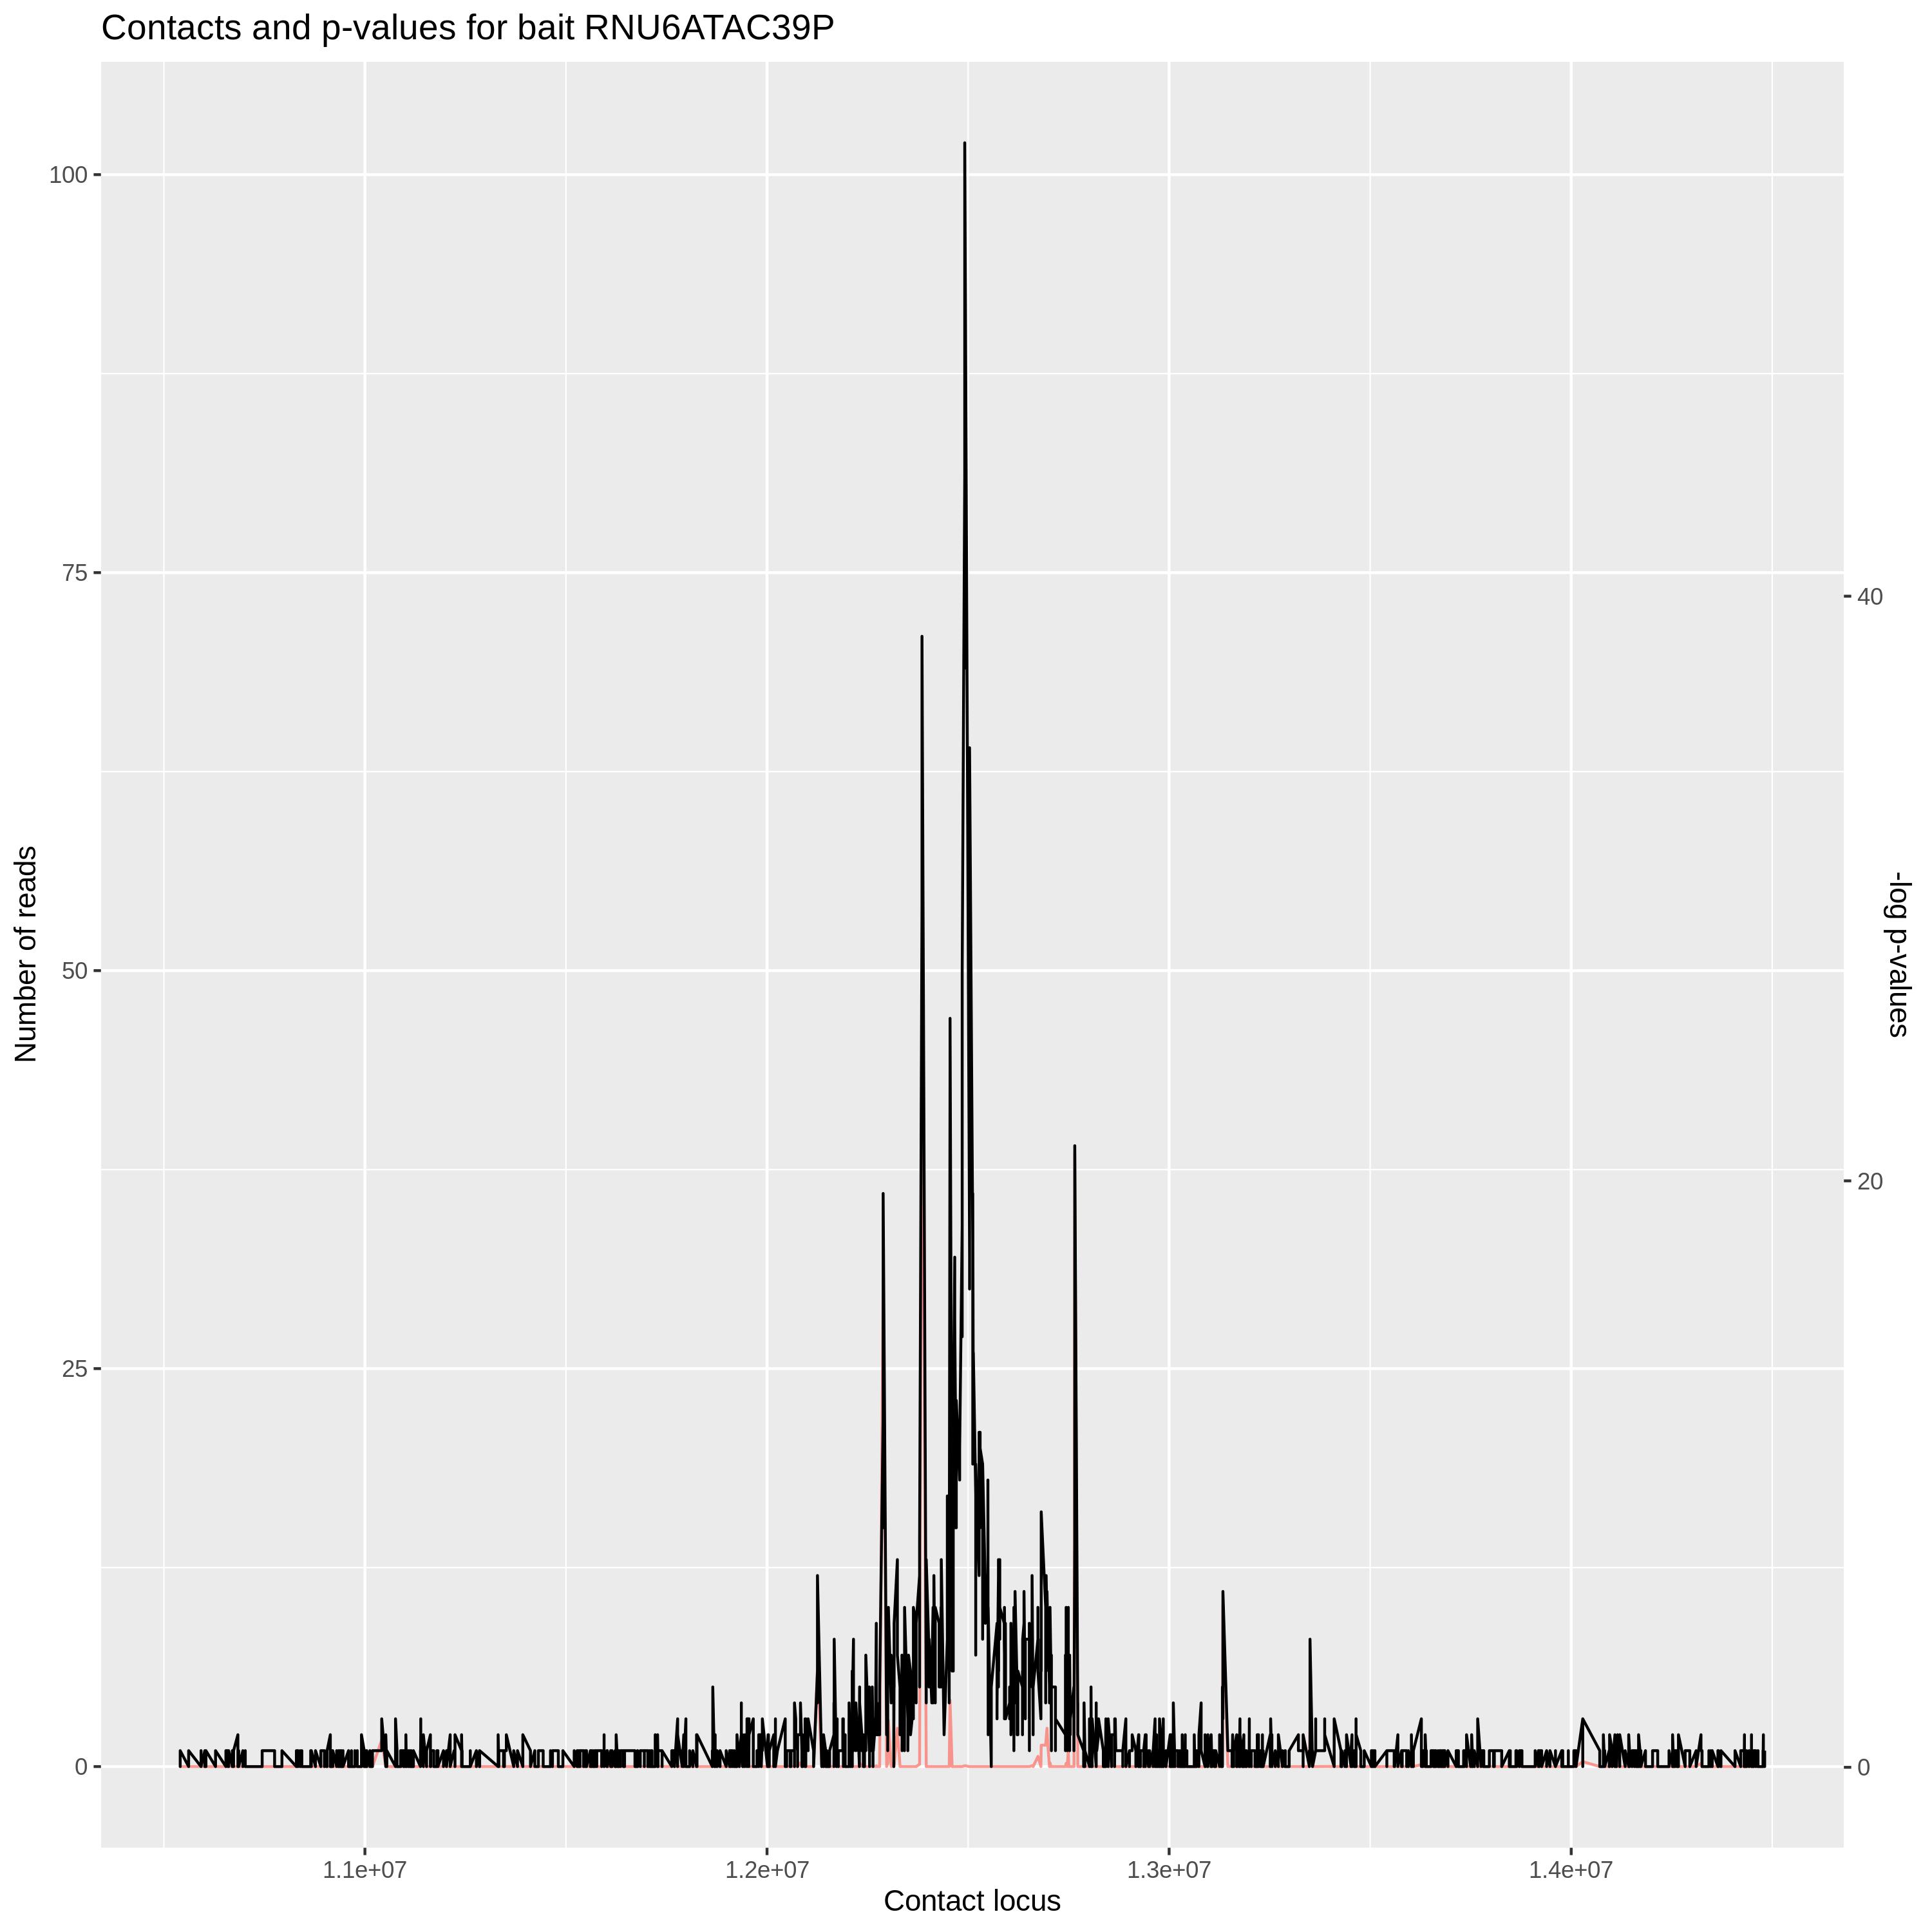 Contacts and p-values for bait RNU6ATAC39P
100
75
50
25
0
Number of reads
40
20
0
-log p-values
1.1e+07
1.2e+07
1.3e+07
1.4e+07
Contact locus